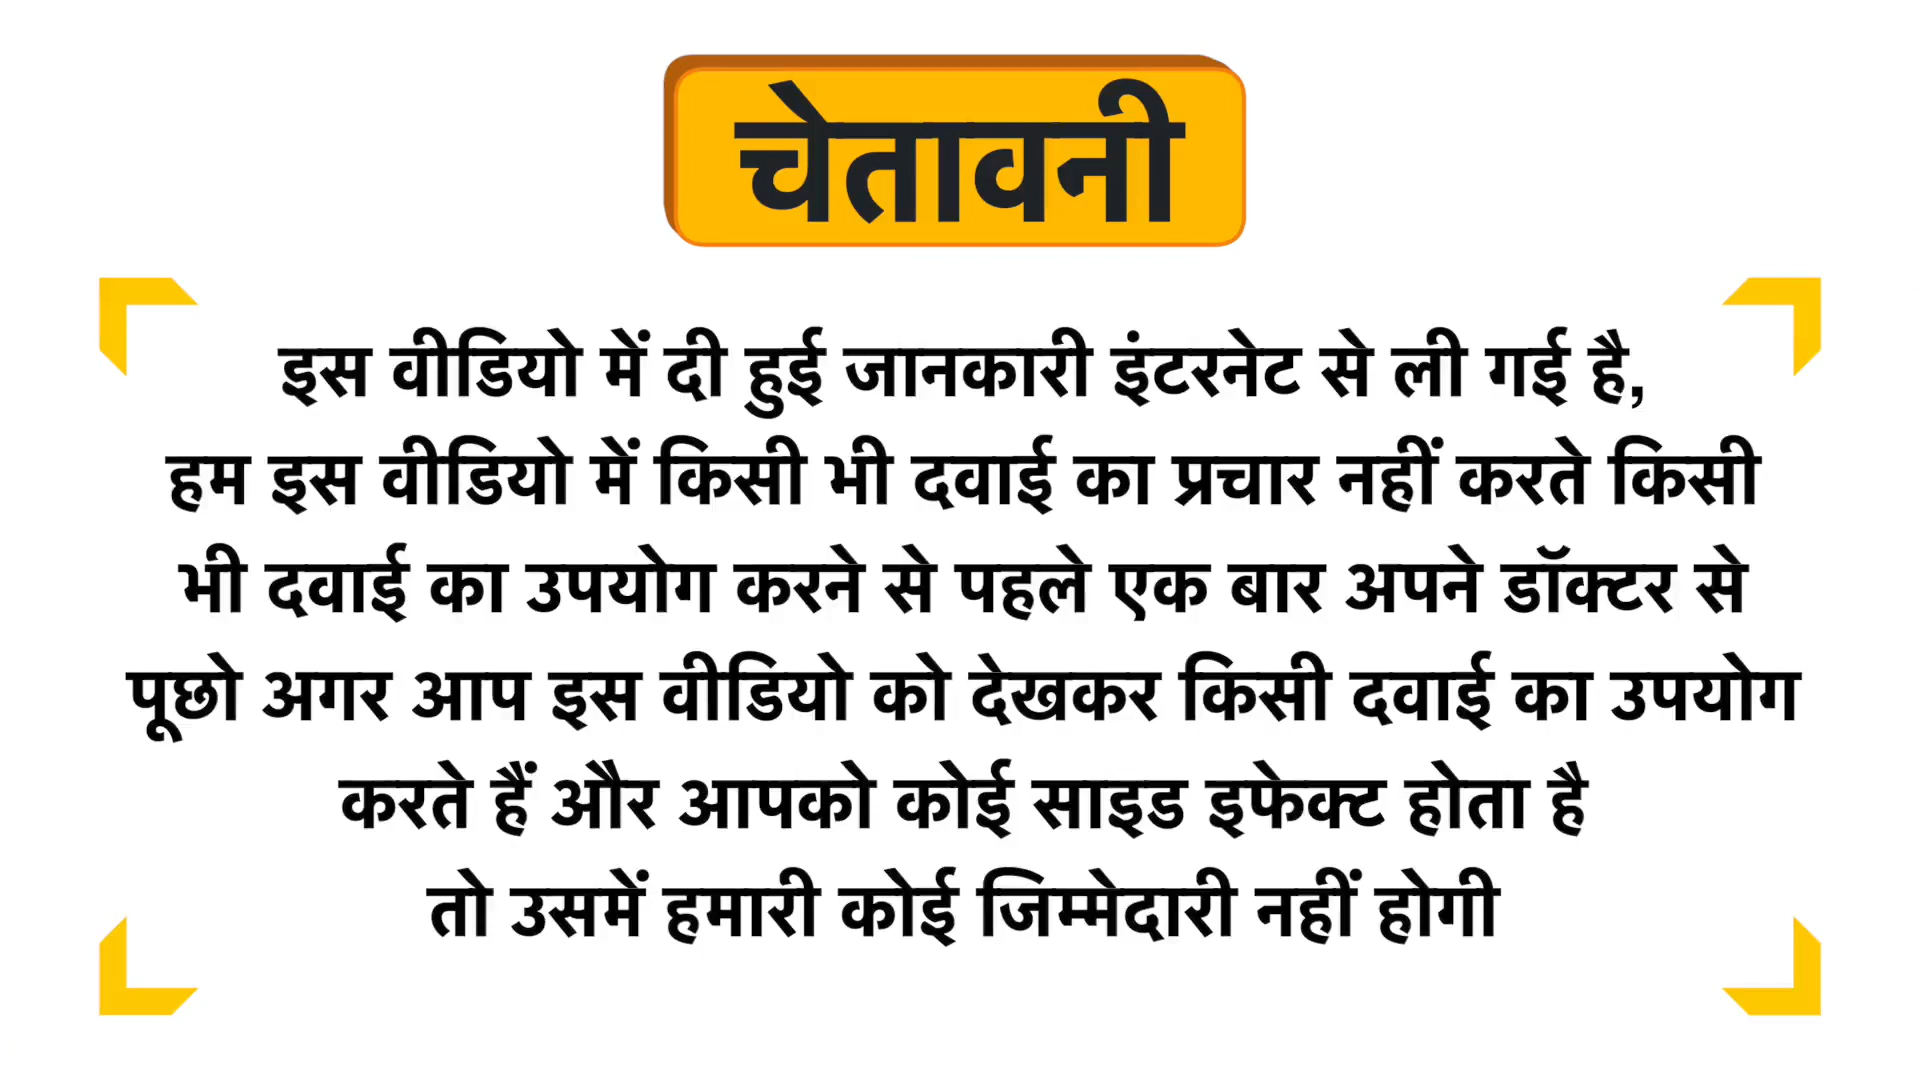 चेतावनी
इस वीडियो में दी हुई जानकारी इंटरनेट से ली गई है,
हम इस वीडियो में किसी भी दवाई का प्रचार नहीं करते किसी
भी दवाई का उपयोग करने से पहले एक बार अपने डॉक्टर से
पूछो अगर आप इस वीडियो को देखकर किसी दवाई का उपयोग
करते हैं और आपको कोई साइड इफेक्ट होता है
तो उसमें हमारी कोई जिम्मेदारी नहीं होगी